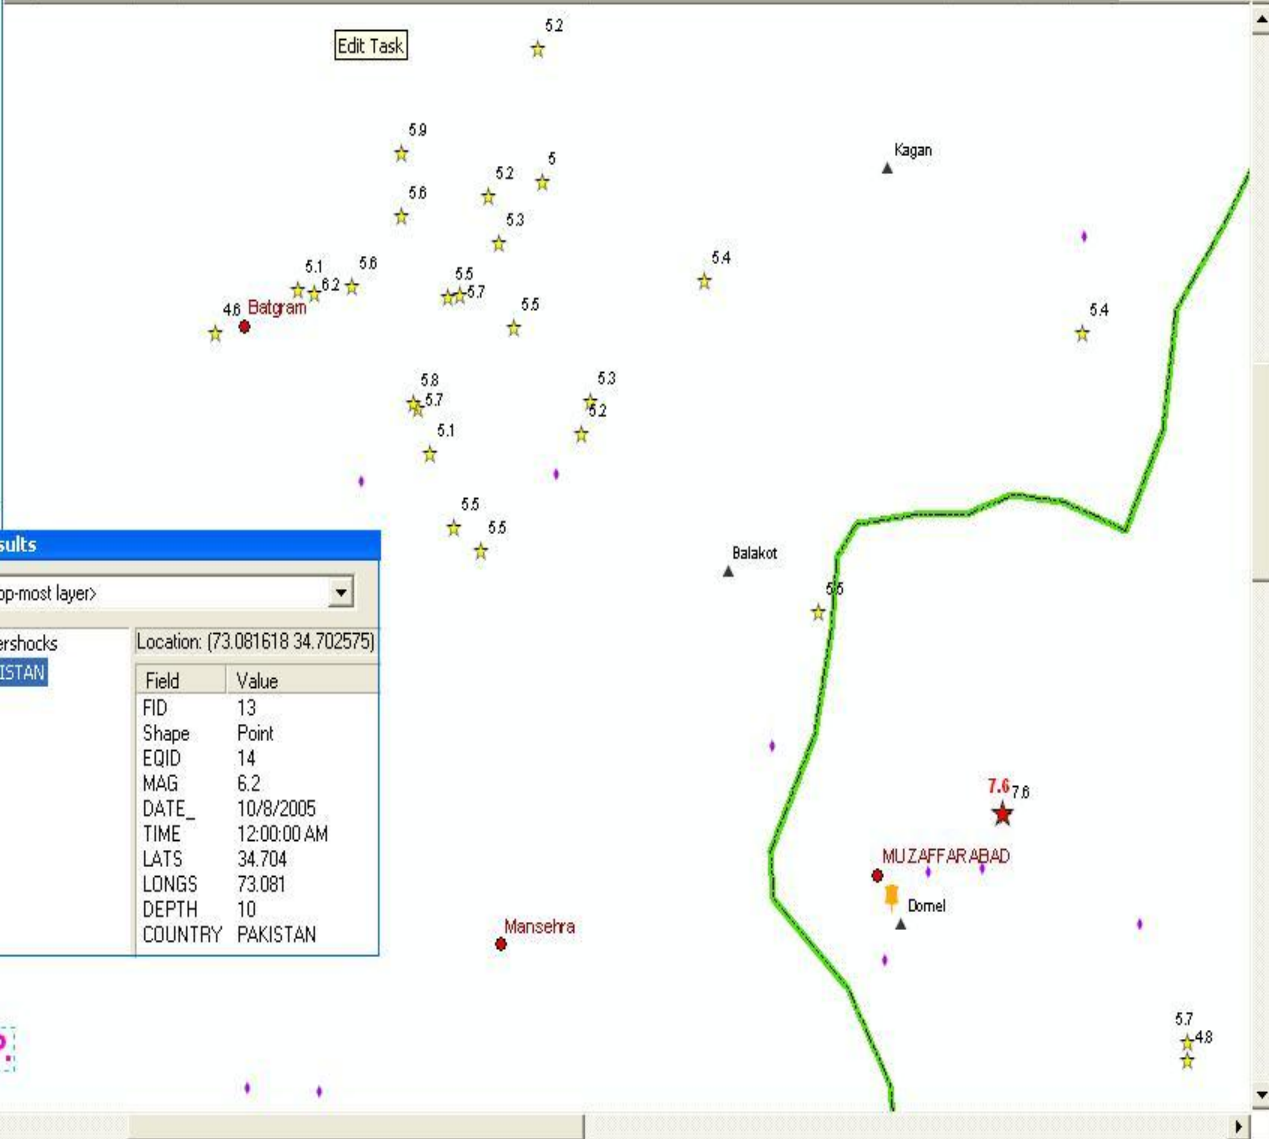 5.2
Edit Task
5.9
Kagan
5
5.2
5.6
5.3
5.4
5.1
5.6
6.2
5.5
5.7
4.6
Batgram
5.5
5.4
5.8
5.7
5.3
5.2
5.1
5.5
5.5
Balakot
5.5
sults
op-most layer>
ershocks
ISTAN
Location: (73.081618 34.702575)
Field Value
FID 13
Shape Point
EQID 14
MAG 6.2
DATE_ 10/8/2005
TIME 12:00:00 AM
LATS 34.704
LONGS 73.081
DEPTH 10
COUNTRY PAKISTAN
7.6
7.6
MUZAFFARABAD
Domel
Mansehra
5.7
4.8
P.